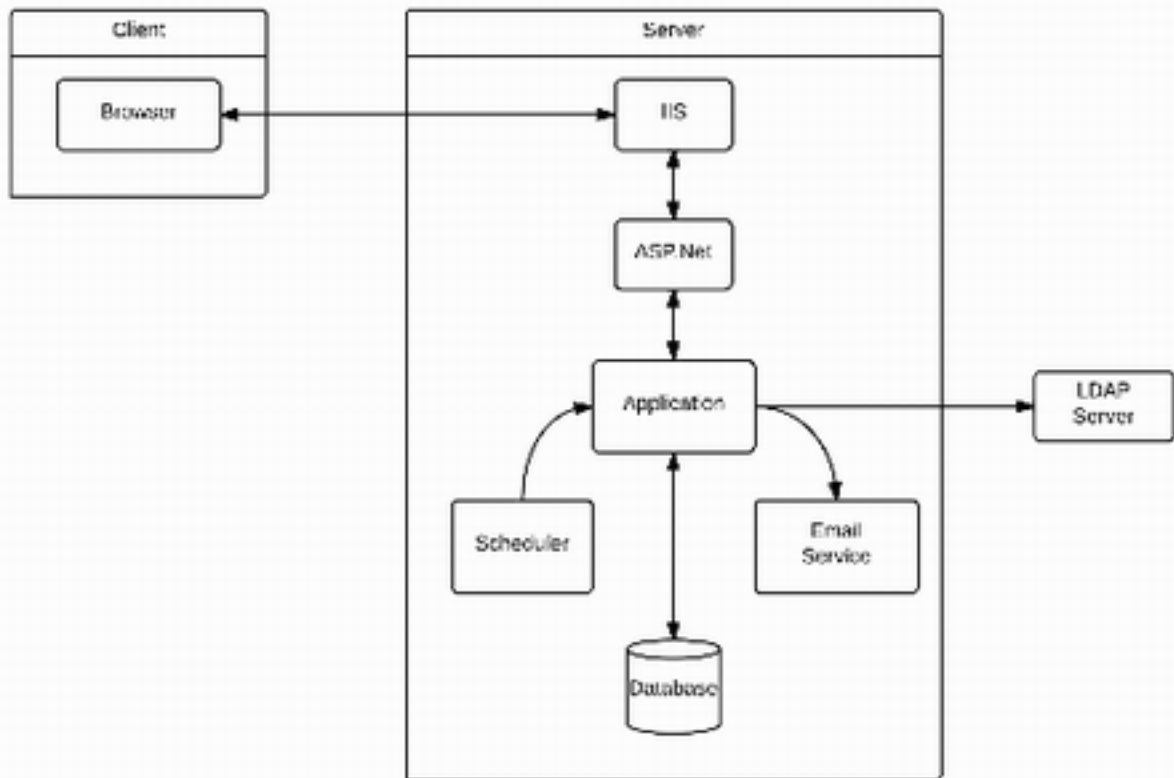 Client
Server
Browser
IIS
ASP.Net
Application
LDAP
Server
Scheduler
Email
Service
Database